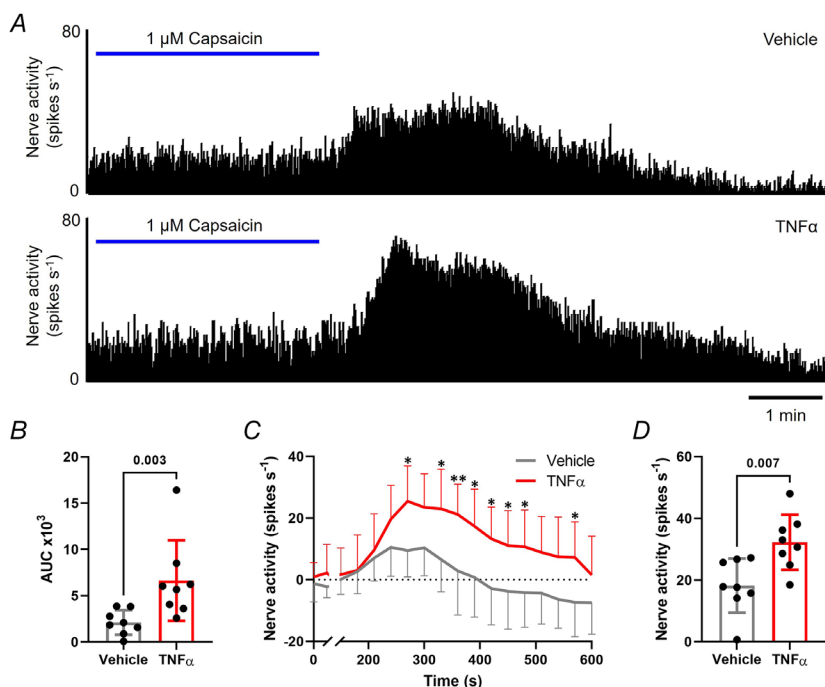 A
80
1 µM Capsaicin
Vehicle
Nerve activity
(spikes s⁻¹)
0
80
1 µM Capsaicin
TNFα
Nerve activity
(spikes s⁻¹)
0
1 min
B
0.003
20
15
10
5
0
AUC x10³
Vehicle
TNFα
C
Vehicle
TNFα
40
20
0
-20
Nerve activity (spikes s⁻¹)
* * ** * * * * *
0
200
300
400
500
600
Time (s)
D
0.007
60
40
20
0
Nerve activity (spikes s⁻¹)
Vehicle
TNFα